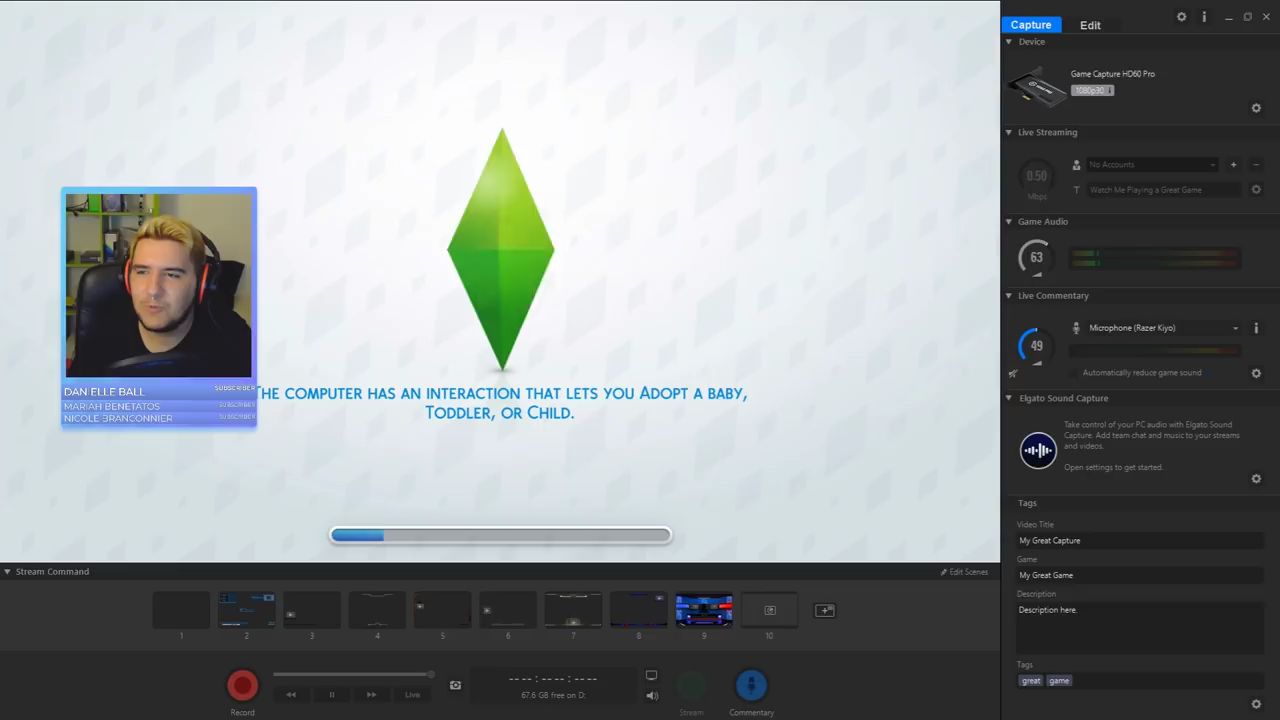 Capture
Edit
Device
Game Capture HD60 Pro
1080p30
Live Streaming
0.50
Mbps
No Accounts
Watch Me Playing a Great Game
Game Audio
63
Live Commentary
49
Microphone (Razer Kiyo)
Automatically reduce game sound
Elgato Sound Capture
Take control of your PC audio with Elgato Sound
Capture. Add team chat and music to your streams
and videos.
Open settings to get started.
Tags
Video Title
My Great Capture
Game
My Great Game
Description
Description here.
Tags
great game
DANIELLE BALL SUBSCRIBER
MARIAH BENETATOS SUBSCRIBER
NICOLE BRANCONNIER SUBSCRIBER
THE COMPUTER HAS AN INTERACTION THAT LETS YOU ADOPT A BABY,
TODDLER, OR CHILD.
Stream Command
Edit Scenes
1 2 3 4 5 6 7 8 9 10
Record
Live
-- --:--:--
67.6 GB free on D:
Stream
Commentary